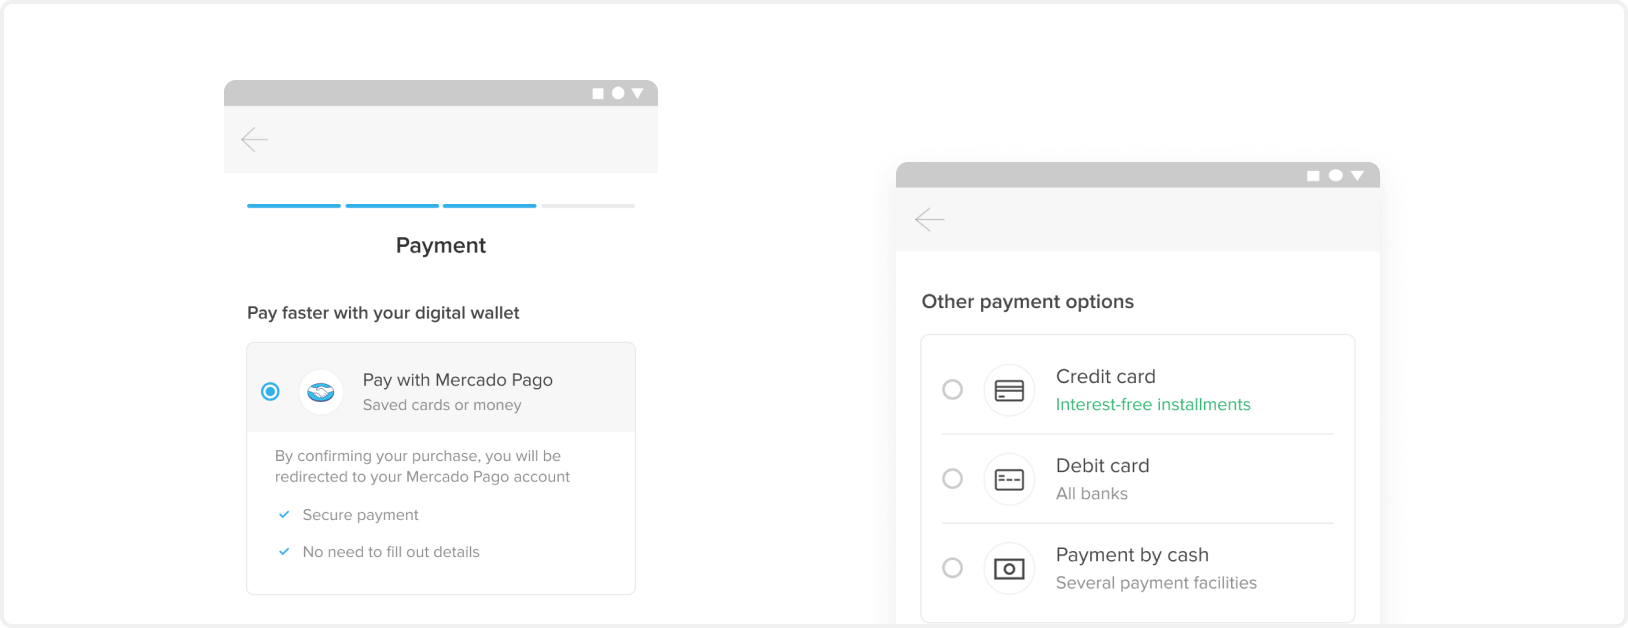 Payment
Pay faster with your digital wallet
Pay with Mercado Pago
Saved cards or money
By confirming your purchase, you will be
redirected to your Mercado Pago account
Secure payment
No need to fill out details
Other payment options
Credit card
Interest-free installments
Debit card
All banks
Payment by cash
Several payment facilities